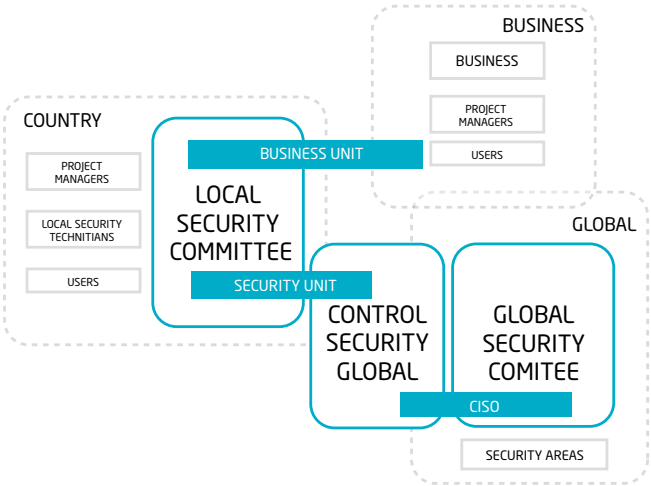 BUSINESS
BUSINESS
PROJECT
MANAGERS
USERS
COUNTRY
PROJECT
MANAGERS
LOCAL SECURITY
TECHNITIANS
USERS
BUSINESS UNIT
LOCAL
SECURITY
COMMITTEE
SECURITY UNIT
GLOBAL
CONTROL
SECURITY
GLOBAL
GLOBAL
SECURITY
COMITEE
CISO
SECURITY AREAS